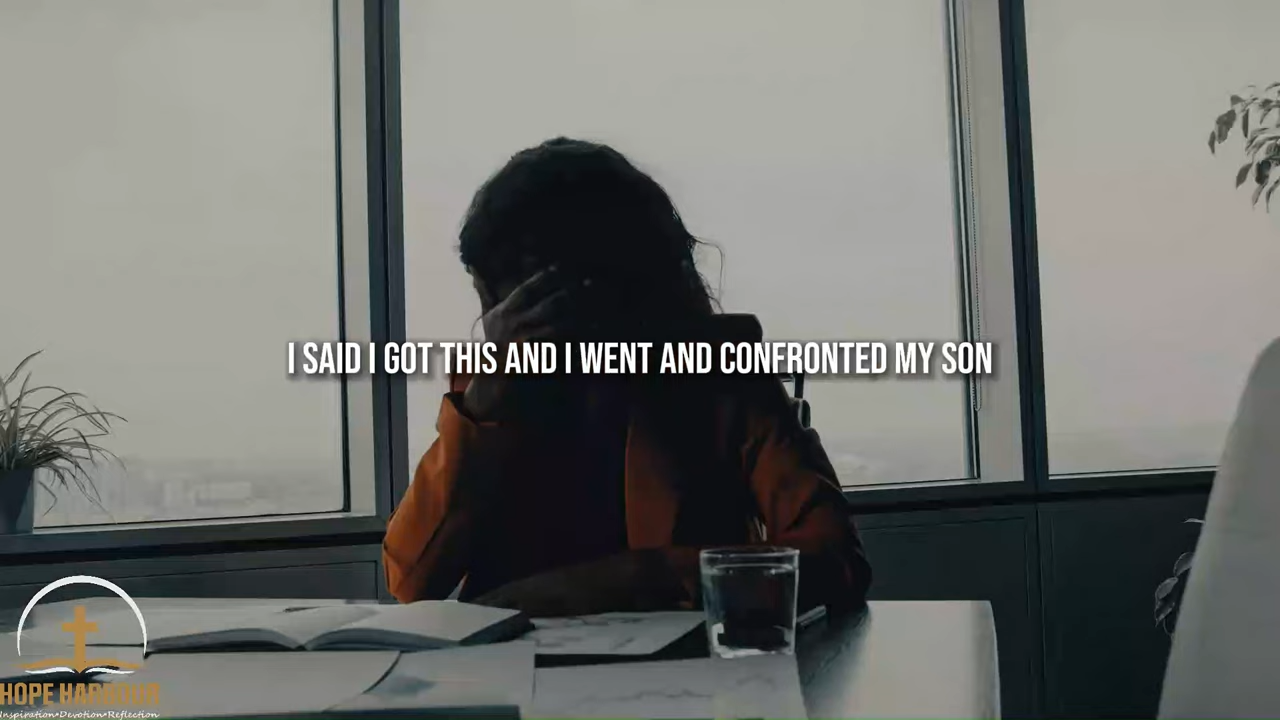 I SAID I GOT THIS AND I WENT AND CONFRONTED MY SON
HOPE HARBOUR
Inspiration•Devotion•Reflection